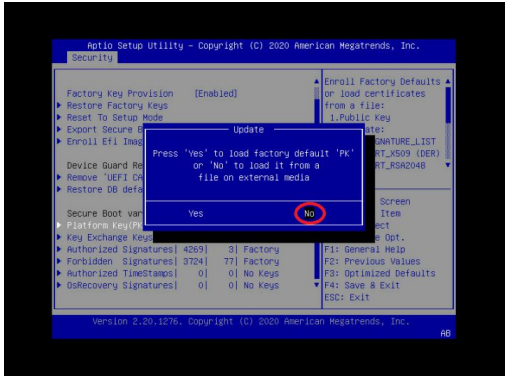 Aptio Setup Utility – Copyright (C) 2020 American Megatrends, Inc.
Security
Factory Key Provision [Enabled]
Restore Factory Keys
Reset To Setup Mode
Export Secure B
Enroll Efi Imag
Device Guard Re
Remove 'UEFI CA
Restore DB defa
Secure Boot var
Platform Key(PK
Key Exchange Keys
Authorized Signatures| 4269| 3| Factory
Forbidden Signatures| 3724| 77| Factory
Authorized TimeStamps| 0| 0| No Keys
OsRecovery Signatures| 0| 0| No Keys
Update
Press 'Yes' to load factory default 'PK'
or 'No' to load it from a
file on external media
Yes No
Enroll Factory Defaults
or load certificates
from a file:
1.Public Key
ate:
GNATURE_LIST
RT_X509 (DER)
RT_RSA2048
Screen
Item
ect
e Opt.
F1: General Help
F2: Previous Values
F3: Optimized Defaults
F4: Save & Exit
ESC: Exit
Version 2.20.1276. Copyright (C) 2020 American Megatrends, Inc.
AB